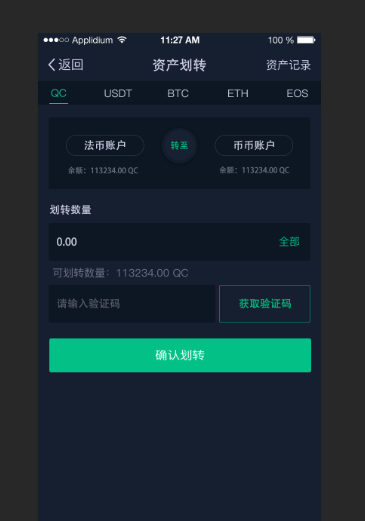 Applidium 11:27 AM 100 %
返回 资产划转 资产记录
QC USDT BTC ETH EOS
法币账户 转至 币币账户
余额：113234.00 QC 余额：113234.00 QC
划转数量
0.00 全部
可划转数量：113234.00 QC
请输入验证码 获取验证码
确认划转